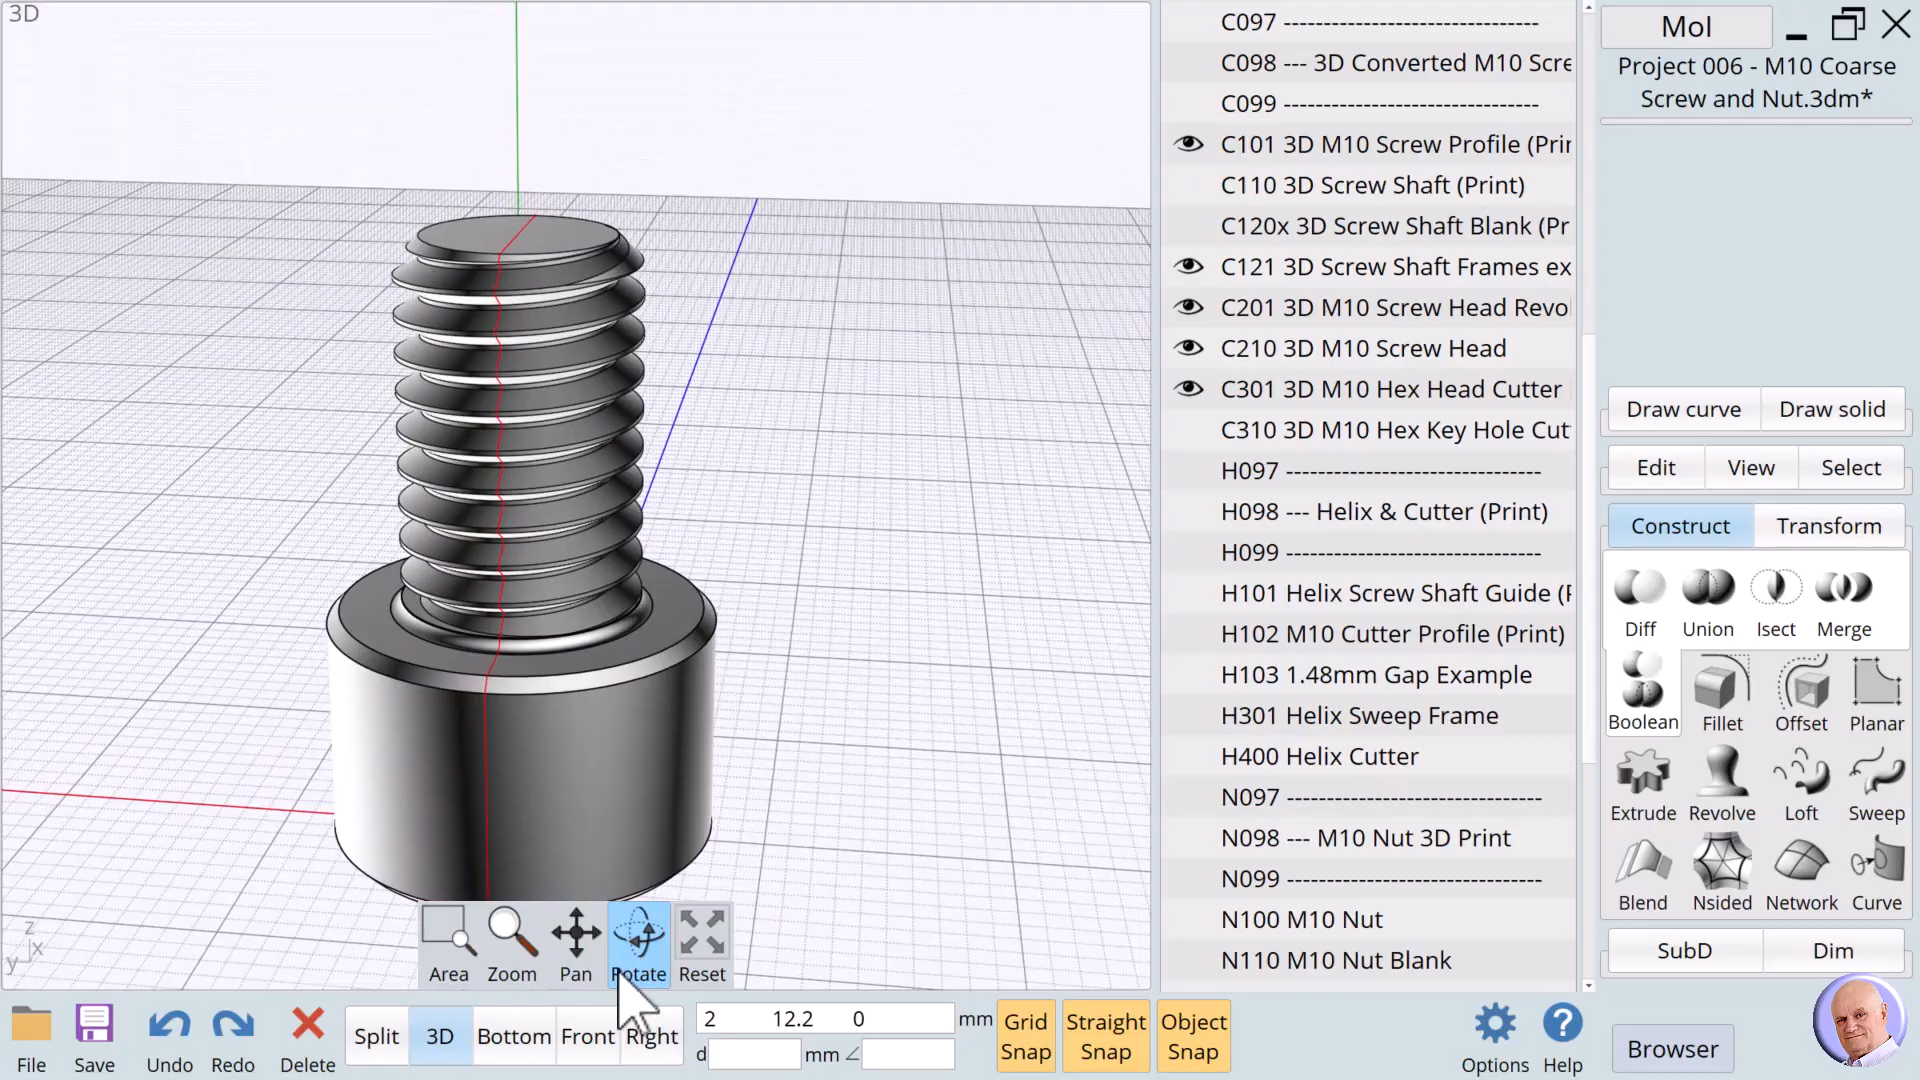 3D
C097 --------------------------------
C098 --- 3D Converted M10 Scre
C099 --------------------------------
C101 3D M10 Screw Profile (Prin
C110 3D Screw Shaft (Print)
C120x 3D Screw Shaft Blank (Pr
C121 3D Screw Shaft Frames ex
C201 3D M10 Screw Head Revo
C210 3D M10 Screw Head
C301 3D M10 Hex Head Cutter
C310 3D M10 Hex Key Hole Cut
H097 --------------------------------
H098 --- Helix & Cutter (Print)
H099 --------------------------------
H101 Helix Screw Shaft Guide (P
H102 M10 Cutter Profile (Print)
H103 1.48mm Gap Example
H301 Helix Sweep Frame
H400 Helix Cutter
N097 --------------------------------
N098 --- M10 Nut 3D Print
N099 --------------------------------
N100 M10 Nut
N110 M10 Nut Blank
MoI
Project 006 - M10 Coarse
Screw and Nut.3dm*
Draw curve Draw solid
Edit View Select
Construct Transform
Diff Union Isect Merge
Boolean Fillet Offset Planar
Extrude Revolve Loft Sweep
Blend Nsided Network Curve
SubD Dim
z
x
y
Area Zoom Pan Rotate Reset
File Save Undo Redo Delete
Split 3D Bottom Front Right
2 12.2 0 mm
d mm
Grid
Snap
Straight
Snap
Object
Snap
Options Help
Browser